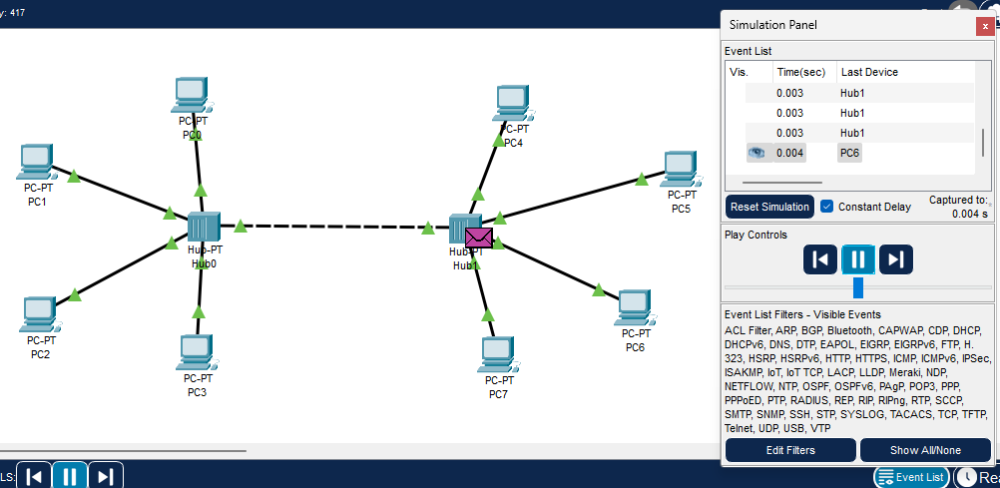 y: 417
Simulation Panel
x
Event List
Vis. Time(sec) Last Device
0.003 Hub1
0.003 Hub1
0.003 Hub1
0.004 PC6
Reset Simulation Constant Delay Captured to:
0.004 s
Play Controls
Event List Filters - Visible Events
ACL Filter, ARP, BGP, Bluetooth, CAPWAP, CDP, DHCP,
DHCPv6, DNS, DTP, EAPOL, EIGRP, EIGRPv6, FTP, H.
323, HSRP, HSRPv6, HTTP, HTTPS, ICMP, ICMPv6, IPSec,
ISAKMP, IoT, IoT TCP, LACP, LLDP, Meraki, NDP,
NETFLOW, NTP, OSPF, OSPFv6, PAgP, POP3, PPP,
PPPoED, PTP, RADIUS, REP, RIP, RIPng, RTP, SCCP,
SMTP, SNMP, SSH, STP, SYSLOG, TACACS, TCP, TFTP,
Telnet, UDP, USB, VTP
Edit Filters Show All/None
PC-PT
PC0
PC-PT
PC4
PC-PT
PC1
PC-PT
PC5
Hub-PT
Hub0
Hub-PT
Hub1
PC-PT
PC2
PC-PT
PC6
PC-PT
PC3
PC-PT
PC7
LS:
Event List
Rea